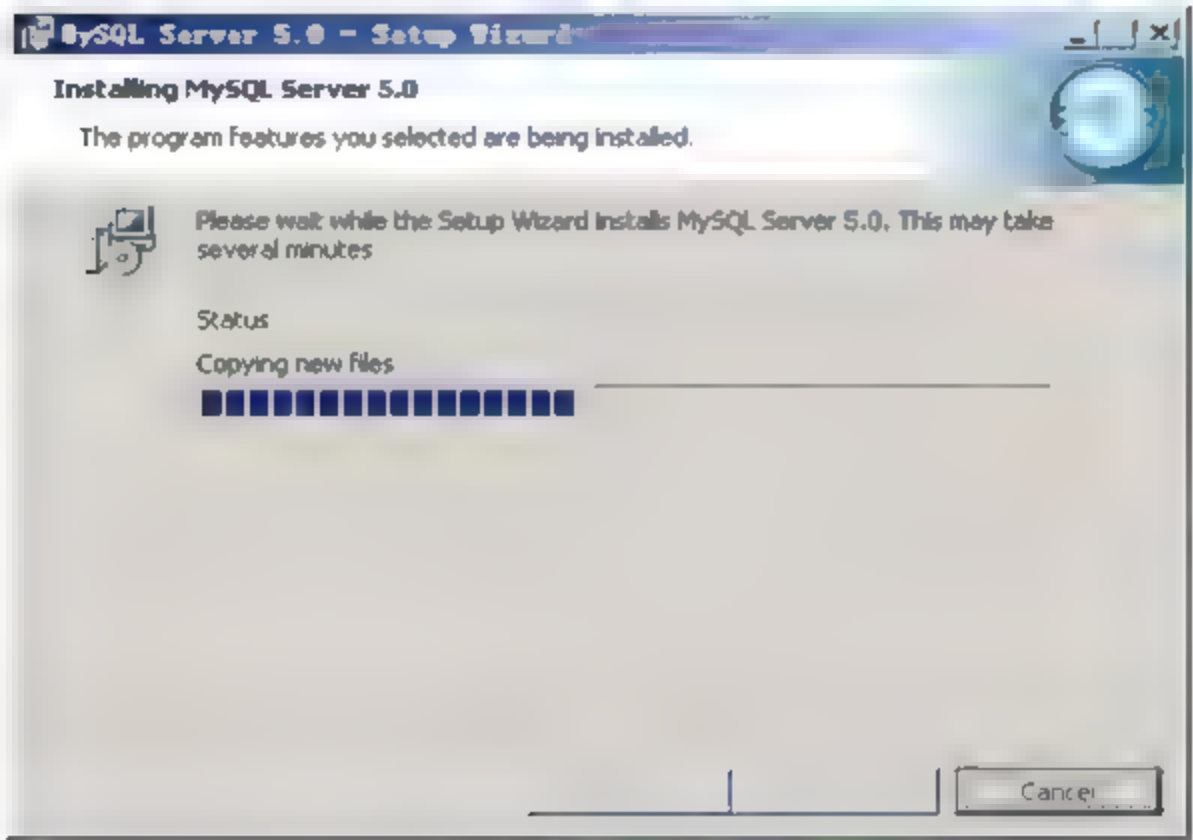 MySQL Server 5.0 - Setup Wizard
Installing MySQL Server 5.0
The program features you selected are being installed.
Please wait while the Setup Wizard installs MySQL Server 5.0. This may take
several minutes
Status
Copying new files
Cancel